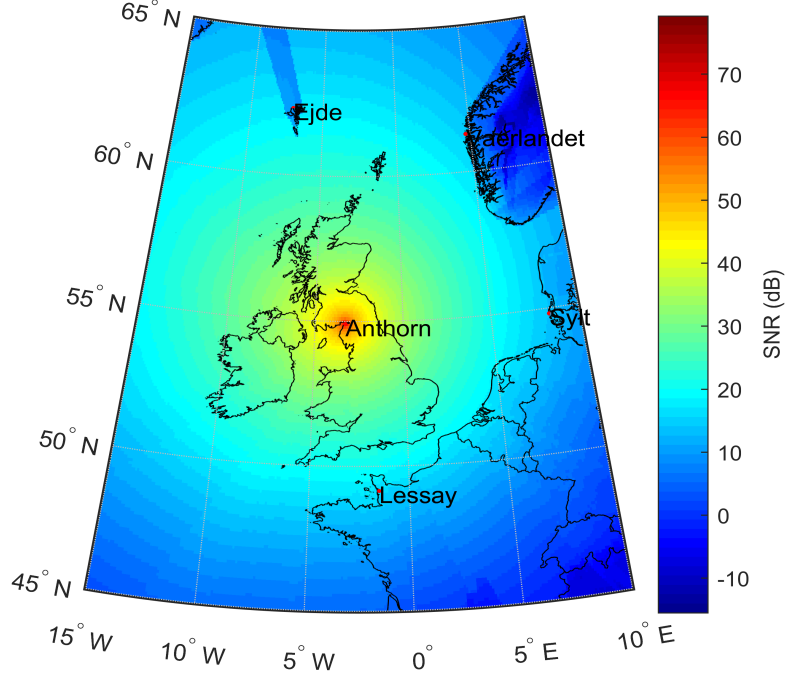 65° N
60° N
55° N
50° N
45° N
15° W
10° W
5° W
0°
5° E
10° E
Ejde
Vaerlandet
Anthorn
Sylt
Lessay
70
60
50
40
30
20
10
0
-10
SNR (dB)